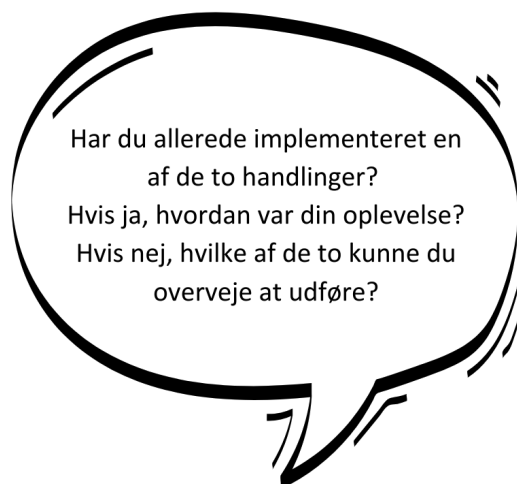 Har du allerede implementeret en
af de to handlinger?
Hvis ja, hvordan var din oplevelse?
Hvis nej, hvilke af de to kunne du
overveje at udføre?